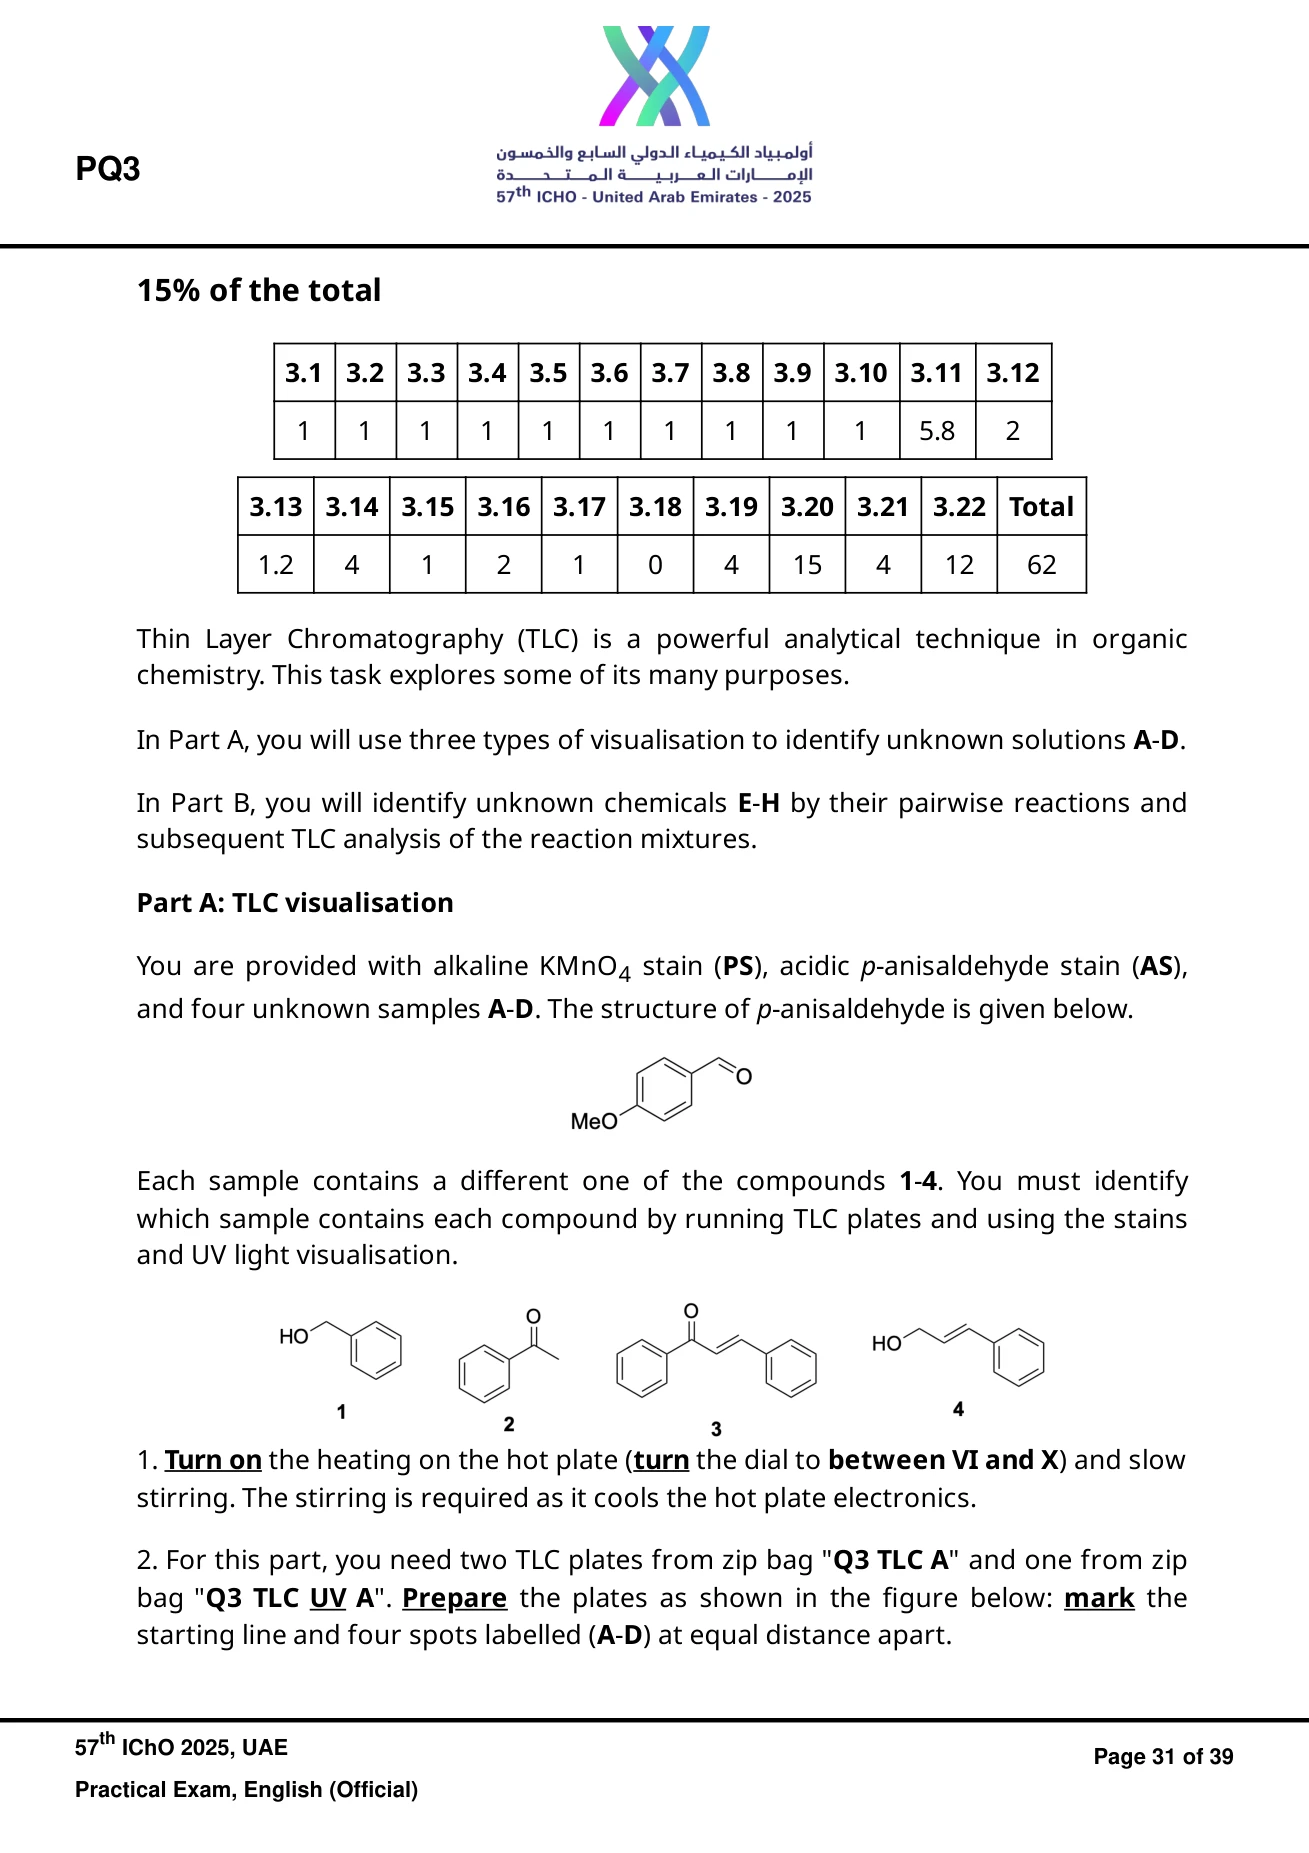 PQ3
أولمبياد الكيمياء الدولي السابع والخمسون
الإمارات العربية المتحدة
57th ICHO - United Arab Emirates - 2025
15% of the total
3.1 3.2 3.3 3.4 3.5 3.6 3.7 3.8 3.9 3.10 3.11 3.12
1 1 1 1 1 1 1 1 1 1 5.8 2
3.13 3.14 3.15 3.16 3.17 3.18 3.19 3.20 3.21 3.22 Total
1.2 4 1 2 1 0 4 15 4 12 62
Thin Layer Chromatography (TLC) is a powerful analytical technique in organic
chemistry. This task explores some of its many purposes.
In Part A, you will use three types of visualisation to identify unknown solutions A-D.
In Part B, you will identify unknown chemicals E-H by their pairwise reactions and
subsequent TLC analysis of the reaction mixtures.
Part A: TLC visualisation
You are provided with alkaline KMnO4 stain (PS), acidic p-anisaldehyde stain (AS),
and four unknown samples A-D. The structure of p-anisaldehyde is given below.
O
MeO
Each sample contains a different one of the compounds 1-4. You must identify
which sample contains each compound by running TLC plates and using the stains
and UV light visualisation.
HO O O HO
1 2 3 4
1. Turn on the heating on the hot plate (turn the dial to between VI and X) and slow
stirring. The stirring is required as it cools the hot plate electronics.
2. For this part, you need two TLC plates from zip bag "Q3 TLC A" and one from zip
bag "Q3 TLC UV A". Prepare the plates as shown in the figure below: mark the
starting line and four spots labelled (A-D) at equal distance apart.
57th IChO 2025, UAE
Practical Exam, English (Official)
Page 31 of 39